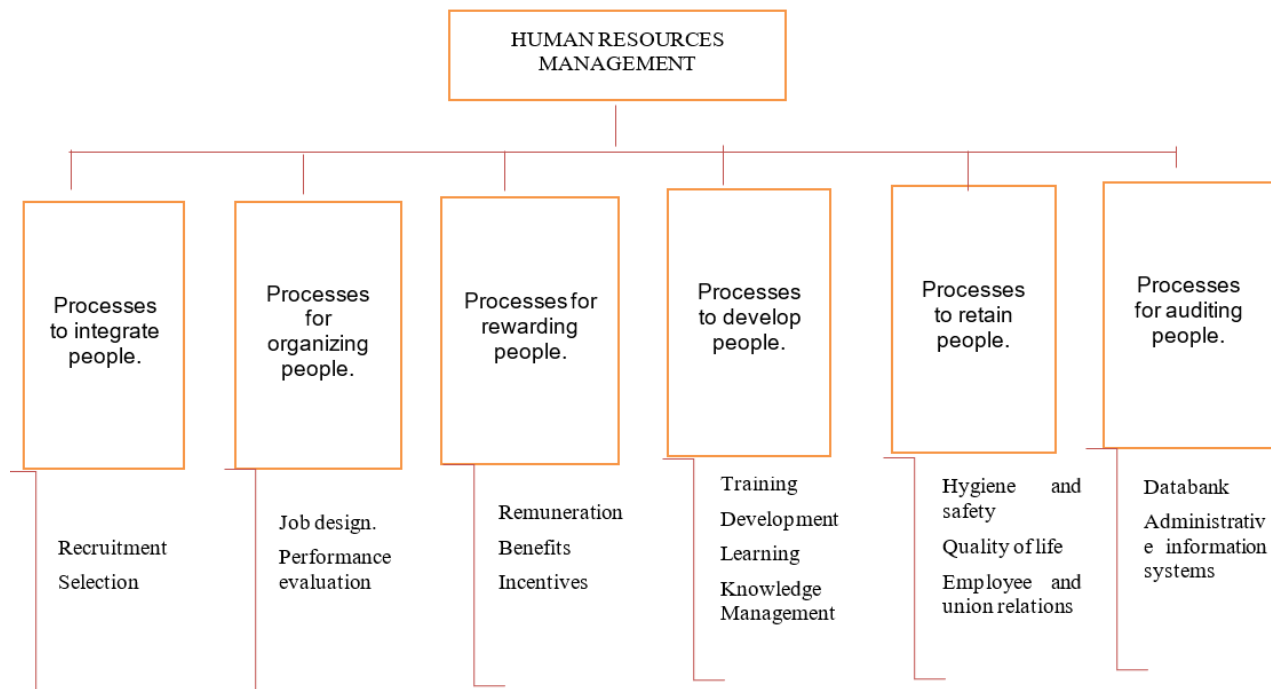 HUMAN RESOURCES
MANAGEMENT
Processes
to integrate
people.
Processes
for
organizing
people.
Processes for
rewarding
people.
Processes
to develop
people.
Processes
to retain
people.
Processes
for auditing
people.
Recruitment
Selection
Job design.
Performance
evaluation
Remuneration
Benefits
Incentives
Training
Development
Learning
Knowledge
Management
Hygiene and
safety
Quality of life
Employee and
union relations
Databank
Administrativ
e information
systems